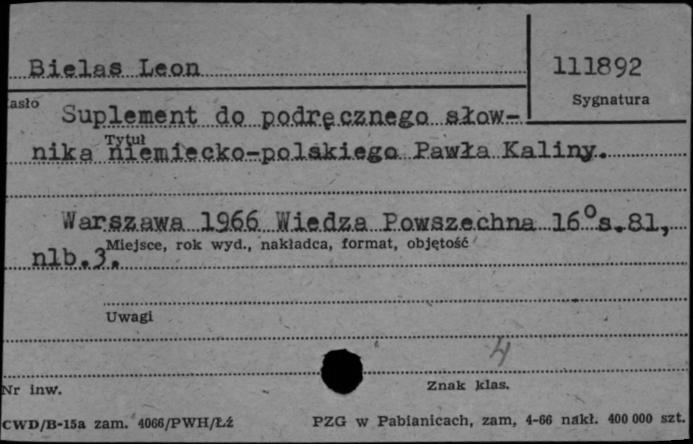 Bielas Leon
111892
Sygnatura
asło
Suplement do podręcznego słow-
Tytuł
nika niemiecko-polskiego Pawła Kaliny.
Warszawa 1966 Wiedza Powszechna 16° s.81,
Miejsce, rok wyd., nakładca, format, objętość
nlb.3.
Uwagi
4
Nr inw.
Znak klas.
CWD/B-15a zam. 4066/PWH/Łź
PZG w Pabianicach, zam, 4-66 nakł. 400 000 szt.